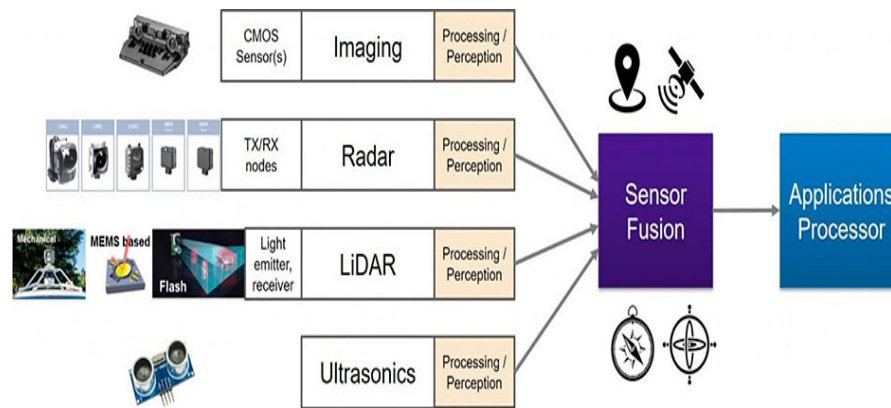 CMOS
Sensor(s)
Imaging
Processing /
Perception
TX/RX
nodes
Radar
Processing /
Perception
Sensor
Fusion
Applications
Processor
Mechanical
MEMS based
Flash
Light
emitter,
receiver
LiDAR
Processing /
Perception
Ultrasonics
Processing /
Perception